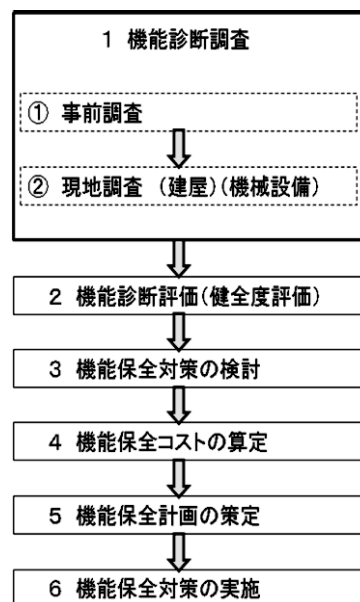 1 機能診断調査
① 事前調査
② 現地調査 (建屋)(機械設備)
2 機能診断評価(健全度評価)
3 機能保全対策の検討
4 機能保全コストの算定
5 機能保全計画の策定
6 機能保全対策の実施